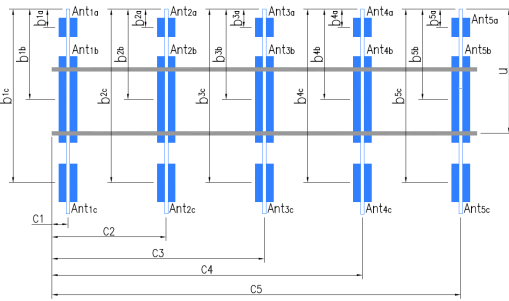 Ant1a Ant2a Ant3a Ant4a Ant5a
b1a b2a b3a b4a b5a
b1b b2b b3b b4b b5b
Ant1b Ant2b Ant3b Ant4b Ant5b
u
b1c b2c b3c b4c b5c
Ant1c Ant2c Ant3c Ant4c Ant5c
C1
C2
C3
C4
C5